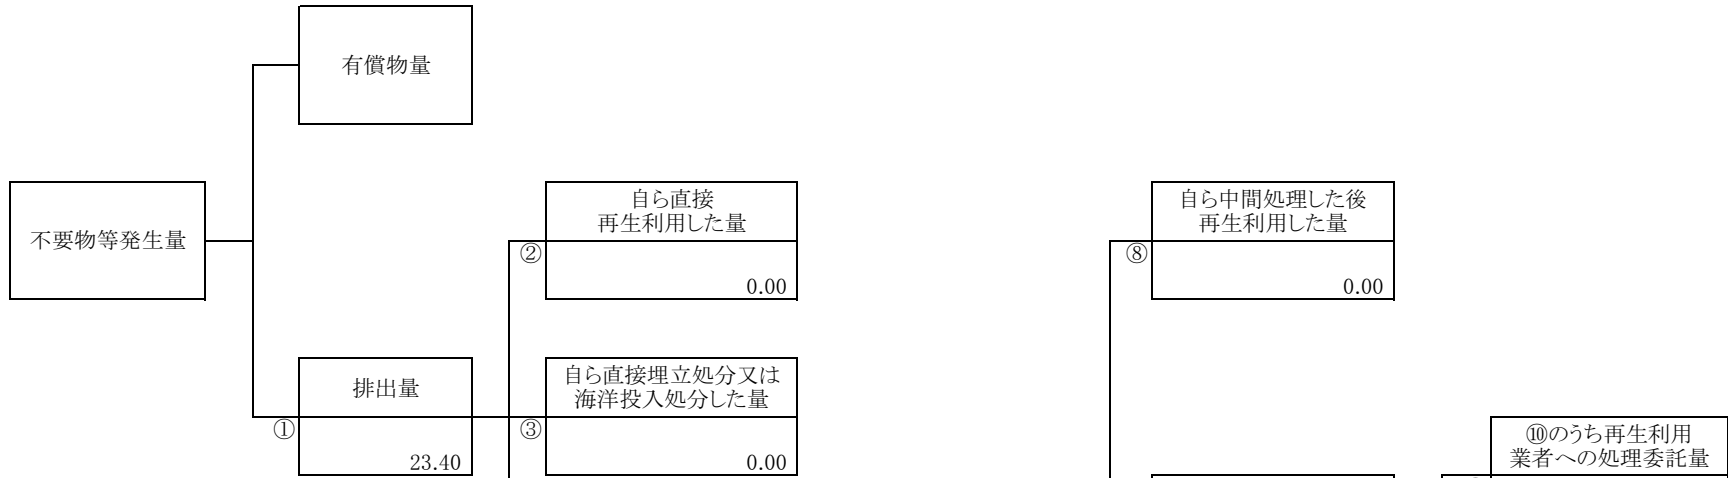 有償物量
不要物等発生量
自ら直接
再生利用した量
②
0.00
自ら中間処理した後
再生利用した量
⑧
0.00
排出量
①
23.40
自ら直接埋立処分又は
海洋投入処分した量
③
0.00
⑩のうち再生利用
業者への処理委託量